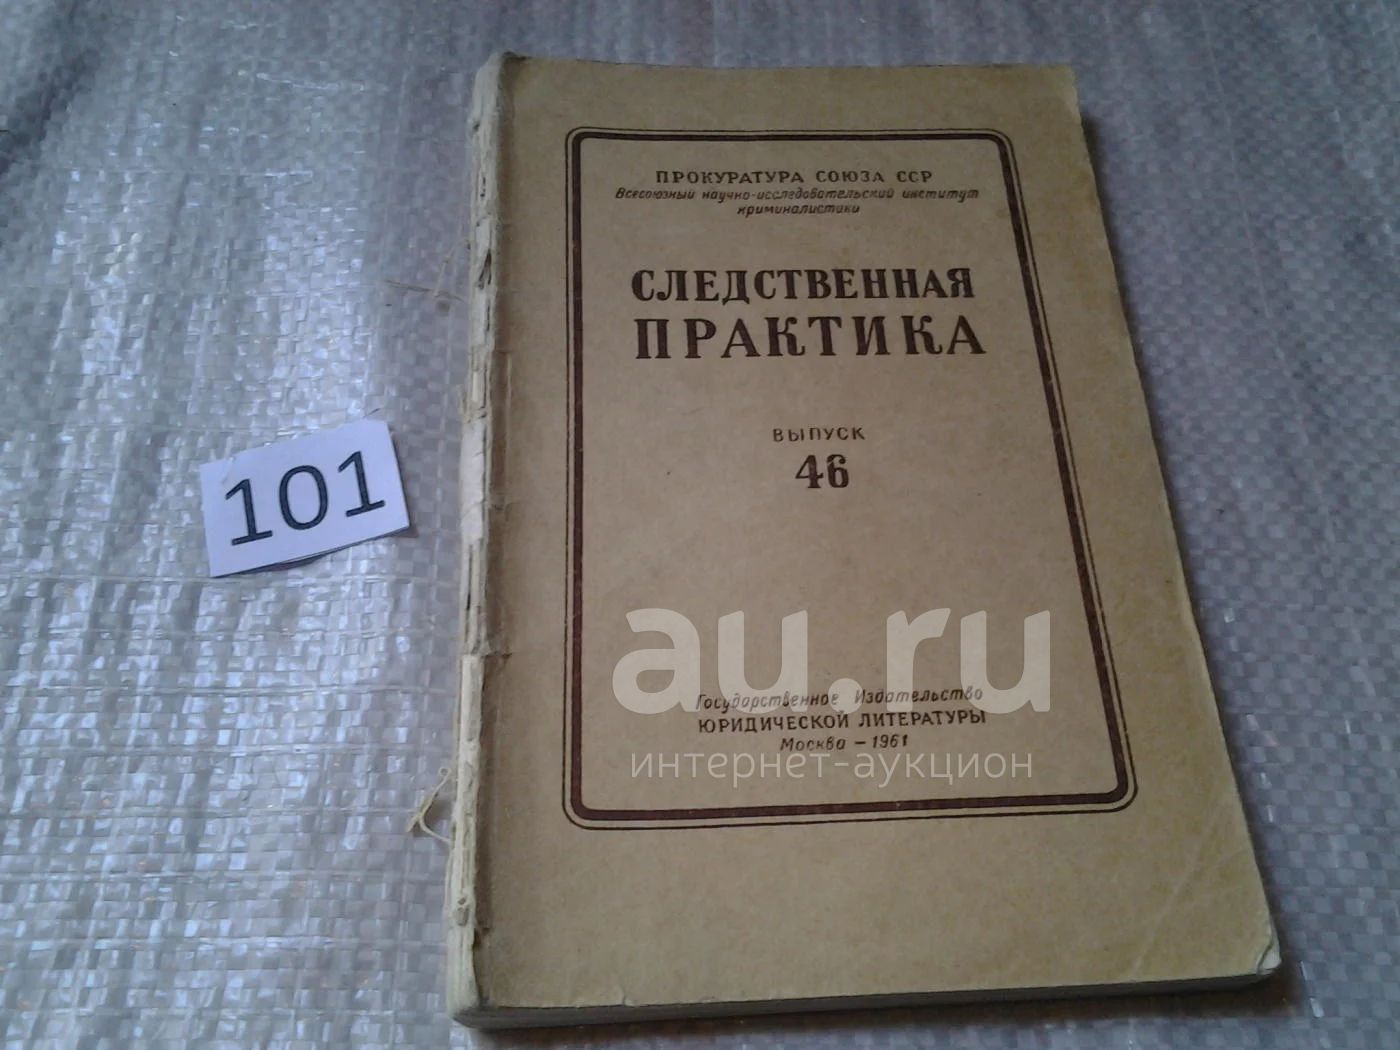 ПРОКУРАТУРА СОЮЗА ССР
Всесоюзный научно-исследовательский институт
криминалистики
СЛЕДСТВЕННАЯ
ПРАКТИКА
ВЫПУСК
46
101
au.ru
Государственное Издательство
ЮРИДИЧЕСКОЙ ЛИТЕРАТУРЫ
Москва – 1961
интернет-аукцион